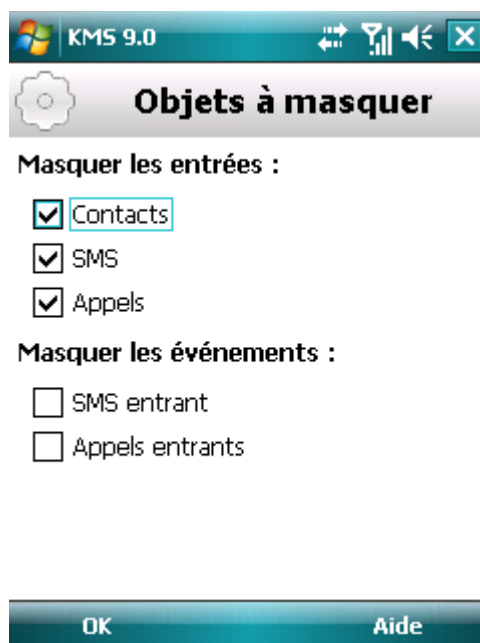 KMS 9.0
Objets à masquer
Masquer les entrées :
Contacts
SMS
Appels
Masquer les événements :
SMS entrant
Appels entrants
OK Aide